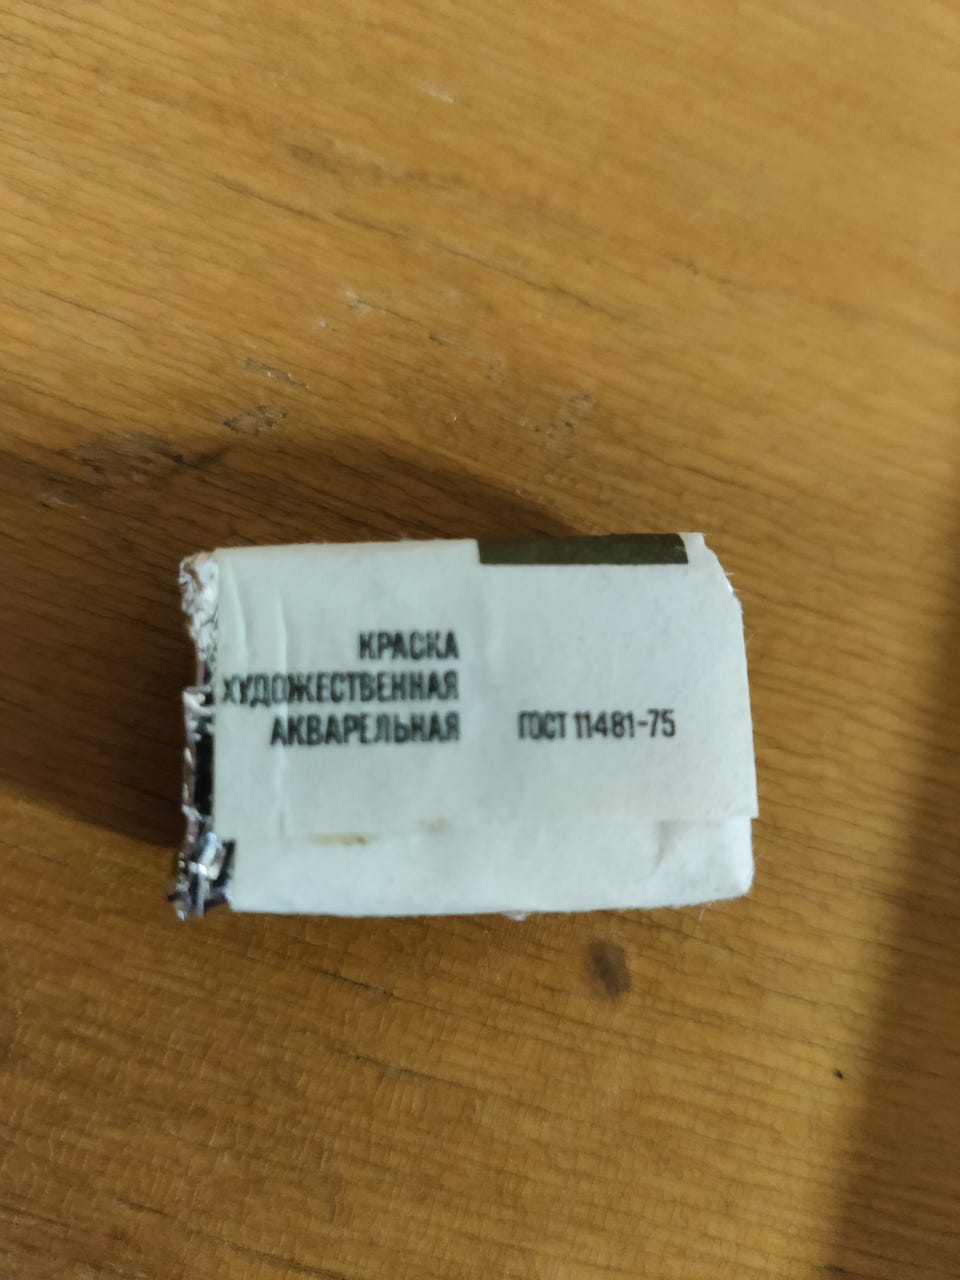 КРАСКА
ХУДОЖЕСТВЕННАЯ
АКВАРЕЛЬНАЯ
ГОСТ 11481-75